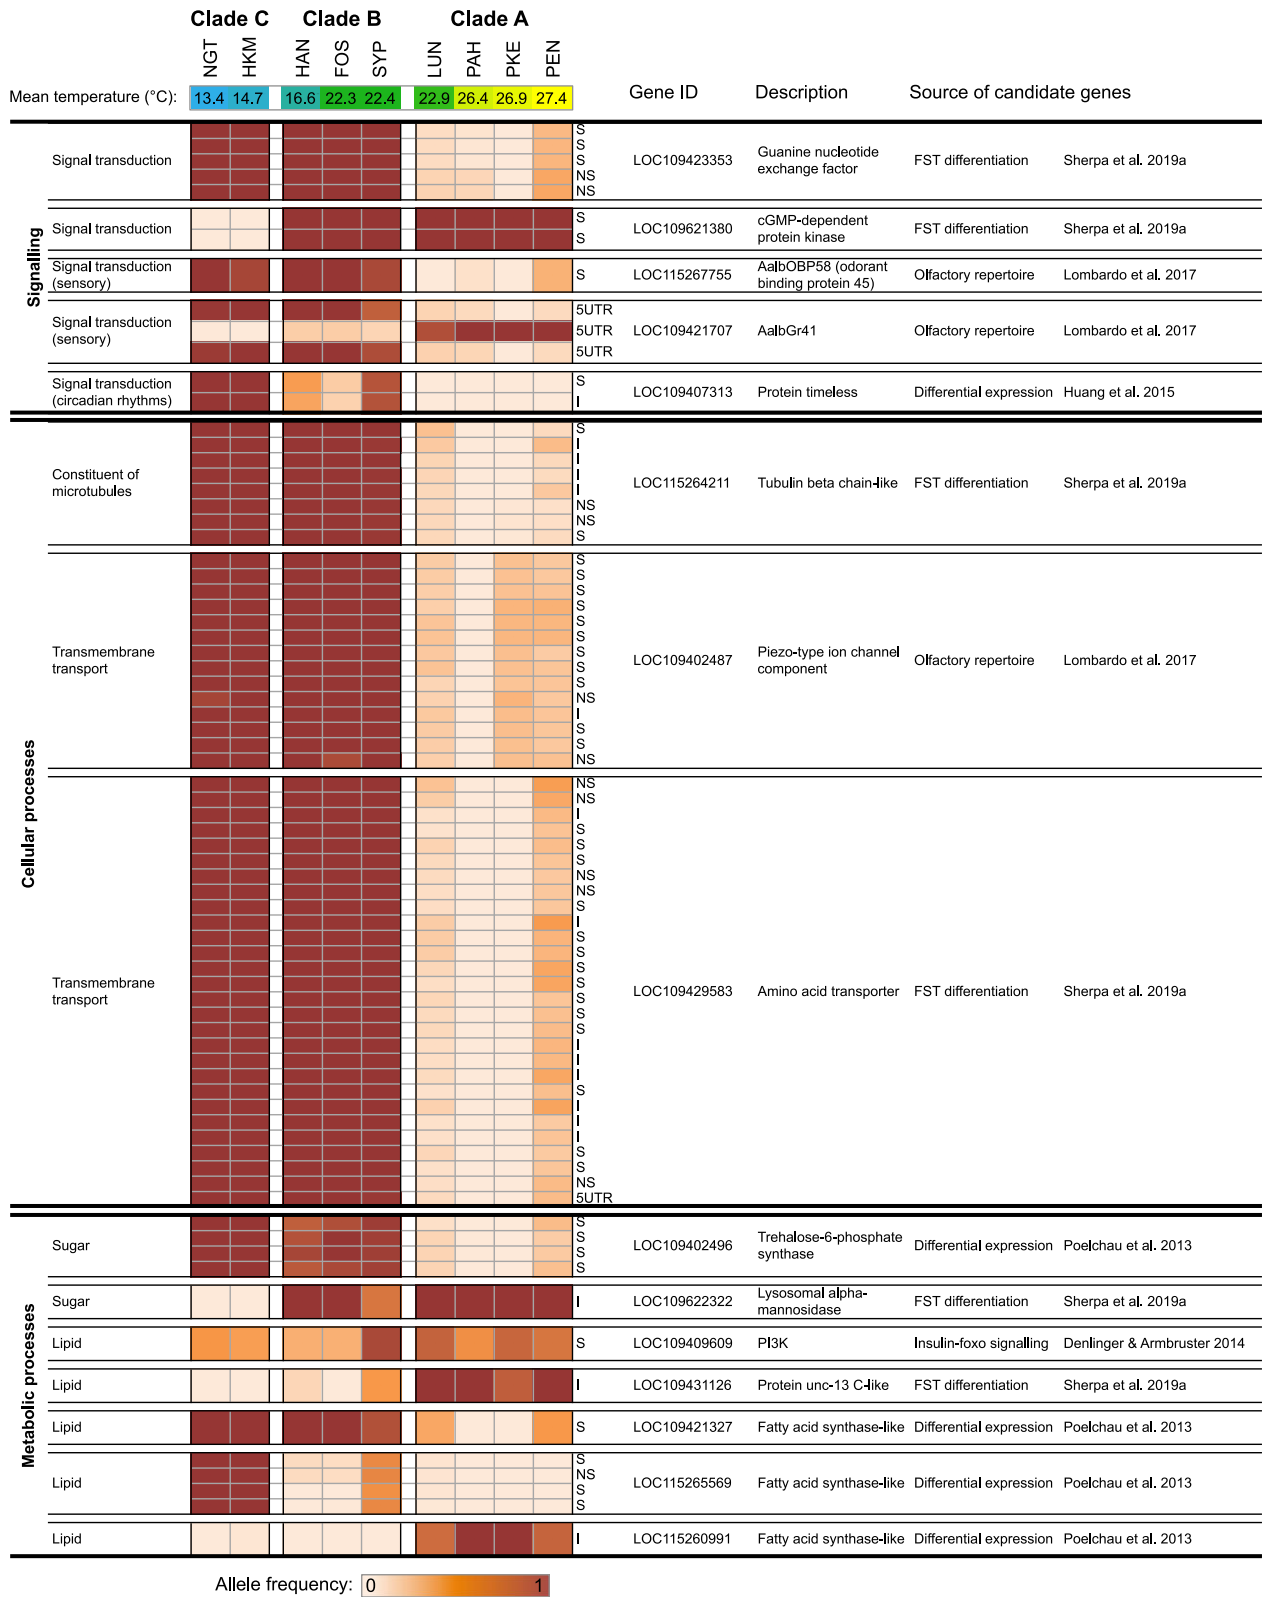 Clade C Clade B Clade A
NGT HKM HAN FOS SYP LUN PAH PKE PEN
Mean temperature (°C): 13.4 14.7 16.6 22.3 22.4 22.9 26.4 26.9 27.4 Gene ID Description Source of candidate genes
Signalling
Signal transduction
S
S
S
NS
NS
LOC109423353
Guanine nucleotide
exchange factor
FST differentiation
Sherpa et al. 2019a
Signal transduction
S
S
LOC109621380
cGMP-dependent
protein kinase
FST differentiation
Sherpa et al. 2019a
Signal transduction
(sensory)
S
LOC115267755
AalbOBP58 (odorant
binding protein 45)
Olfactory repertoire
Lombardo et al. 2017
Signal transduction
(sensory)
5UTR
5UTR
5UTR
LOC109421707
AalbGr41
Olfactory repertoire
Lombardo et al. 2017
Signal transduction
(circadian rhythms)
S
I
LOC109407313
Protein timeless
Differential expression
Huang et al. 2015
Cellular processes
Constituent of
microtubules
S
I
I
I
I
NS
NS
S
LOC115264211
Tubulin beta chain-like
FST differentiation
Sherpa et al. 2019a
Transmembrane
transport
S
S
S
S
S
S
S
S
S
NS
I
S
S
NS
LOC109402487
Piezo-type ion channel
component
Olfactory repertoire
Lombardo et al. 2017
Transmembrane
transport
NS
NS
I
S
S
S
NS
NS
S
I
S
S
S
S
S
S
S
I
I
I
S
I
I
I
S
S
NS
5UTR
LOC109429583
Amino acid transporter
FST differentiation
Sherpa et al. 2019a
Metabolic processes
Sugar
S
S
S
S
LOC109402496
Trehalose-6-phosphate
synthase
Differential expression
Poelchau et al. 2013
Sugar
I
LOC109622322
Lysosomal alpha-
mannosidase
FST differentiation
Sherpa et al. 2019a
Lipid
S
LOC109409609
PI3K
Insulin-foxo signalling
Denlinger & Armbruster 2014
Lipid
I
LOC109431126
Protein unc-13 C-like
FST differentiation
Sherpa et al. 2019a
Lipid
S
LOC109421327
Fatty acid synthase-like
Differential expression
Poelchau et al. 2013
Lipid
S
NS
S
S
LOC115265569
Fatty acid synthase-like
Differential expression
Poelchau et al. 2013
Lipid
I
LOC115260991
Fatty acid synthase-like
Differential expression
Poelchau et al. 2013
Allele frequency: 0 1